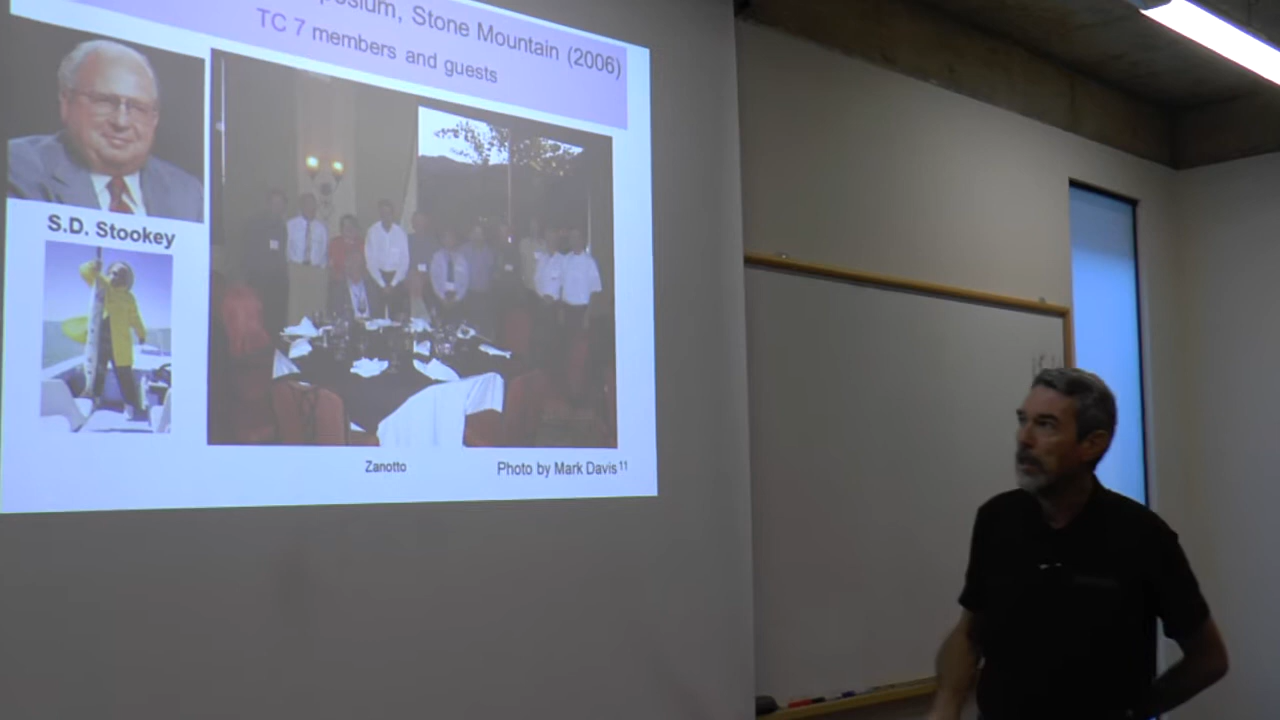 Stone Mountain (2006)
TC 7 members and guests
S.D. Stookey
Zanotto
Photo by Mark Davis 11